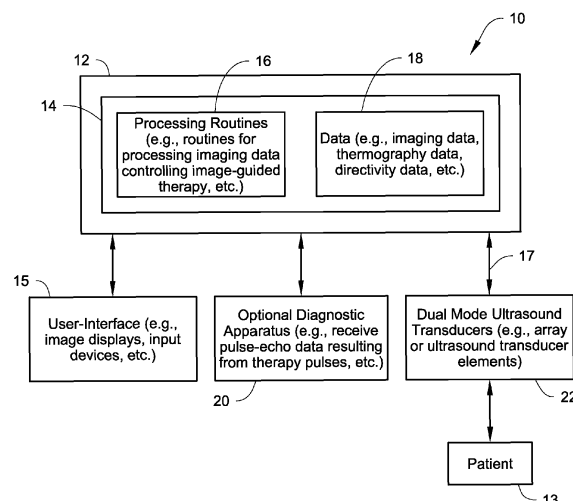 10
12
16
18
14
Processing Routines
(e.g., routines for
processing imaging data
controlling image-guided
therapy, etc.)
Data (e.g., imaging data,
thermography data,
directivity data, etc.)
17
15
User-Interface (e.g.,
image displays, input
devices, etc.)
Optional Diagnostic
Apparatus (e.g., receive
pulse-echo data resulting
from therapy pulses, etc.)
Dual Mode Ultrasound
Transducers (e.g., array
or ultrasound transducer
elements)
20
22
Patient
13